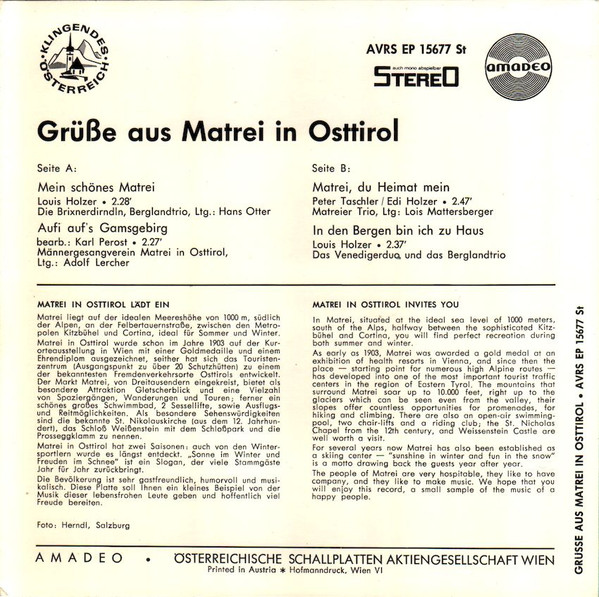 KLINGENDES
ÖSTERREICH
AVRS EP 15677 St
auch mono abspielbar
STEREO
amadeo
Grüße aus Matrei in Osttirol
Seite A:
Mein schönes Matrei
Louis Holzer • 2.28'
Die Brixnerdirndln, Berglandtrio, Ltg.: Hans Otter
Aufi auf's Gamsgebirg
bearb.: Karl Perost • 2.27'
Männergesangverein Matrei in Osttirol,
Ltg.: Adolf Lercher
Seite B:
Matrei, du Heimat mein
Peter Taschler / Edi Holzer • 2.47'
Matreier Trio, Ltg: Lois Mattersberger
In den Bergen bin ich zu Haus
Louis Holzer • 2.37'
Das Venedigerduo und das Berglandtrio
MATREI IN OSTTIROL LÄDT EIN
Matrei liegt auf der idealen Meereshöhe von 1000 m, südlich
der Alpen, an der Felbertauernstraße, zwischen den Metro-
polen Kitzbühel und Cortina, ideal für Sommer und Winter.
Matrei in Osttirol wurde schon im Jahre 1903 auf der Kur-
orteausstellung in Wien mit einer Goldmedaille und einem
Ehrendiplom ausgezeichnet, seither hat sich das Touristen-
zentrum (Ausgangspunkt zu über 20 Schutzhütten) zu einem
der bekanntesten Fremdenverkehrsorte Osttirols entwickelt.
Der Markt Matrei, von Dreitausendern eingekreist, bietet als
besondere Attraktion Gletscherblick und eine Vielzahl
von Spaziergängen, Wanderungen und Touren; ferner ein
schönes großes Schwimmbad, 2 Sessellifte, sowie Ausflugs-
und Reitmöglichkeiten. Als besondere Sehenswürdigkeiten
sind die bekannte St. Nikolauskirche (aus dem 12. Jahrhun-
dert), das Schloß Weißenstein mit dem Schloßpark und die
Prosseggklamm zu nennen.
Matrei in Osttirol hat zwei Saisonen; auch von den Winter-
sportlern wurde es längst entdeckt. „Sonne im Winter und
Freuden im Schnee" ist ein Slogan, der viele Stammgäste
Jahr für Jahr zurückbringt.
Die Bevölkerung ist sehr gastfreundlich, humorvoll und musi-
kalisch. Diese Platte soll Ihnen ein kleines Beispiel von der
Musik dieser lebensfrohen Leute geben und hoffentlich viel
Freude bereiten.
Foto: Herndl, Salzburg
MATREI IN OSTTIROL INVITES YOU
In Matrei, situated at the ideal sea level of 1000 meters,
south of the Alps, halfway between the sophisticated Kitz-
bühel and Cortina, you will find perfect recreation during
both summer and winter.
As early as 1903, Matrei was awarded a gold medal at an
exhibition of health resorts in Vienna, and since then the
place — starting point for numerous high Alpine routes —
has developed into one of the most important tourist traffic
centers in the region of Eastern Tyrol. The mountains that
surround Matrei soar up to 10.000 feet, right up to the
glaciers which can be seen even from the valley, their
slopes offer countless opportunities for promenades, for
hiking and climbing. There are also an open-air swimming-
pool, two chair-lifts and a riding club; the St. Nicholas
Chapel from the 12th century, and Weissenstein Castle are
well worth a visit.
For several years now Matrei has also been established as
a skiing center — "sunshine in winter and fun in the snow"
is a motto drawing back the guests year after year.
The people of Matrei are very hospitable, they like to have
company, and they like to make music. We hope that you
will enjoy this record, a small sample of the music of a
happy people.
GRÜSSE AUS MATREI IN OSTTIROL • AVRS EP 15677 St
AMADEO • ÖSTERREICHISCHE SCHALLPLATTEN AKTIENGESELLSCHAFT WIEN
Printed in Austria ✱ Hofmanndruck, Wien VI